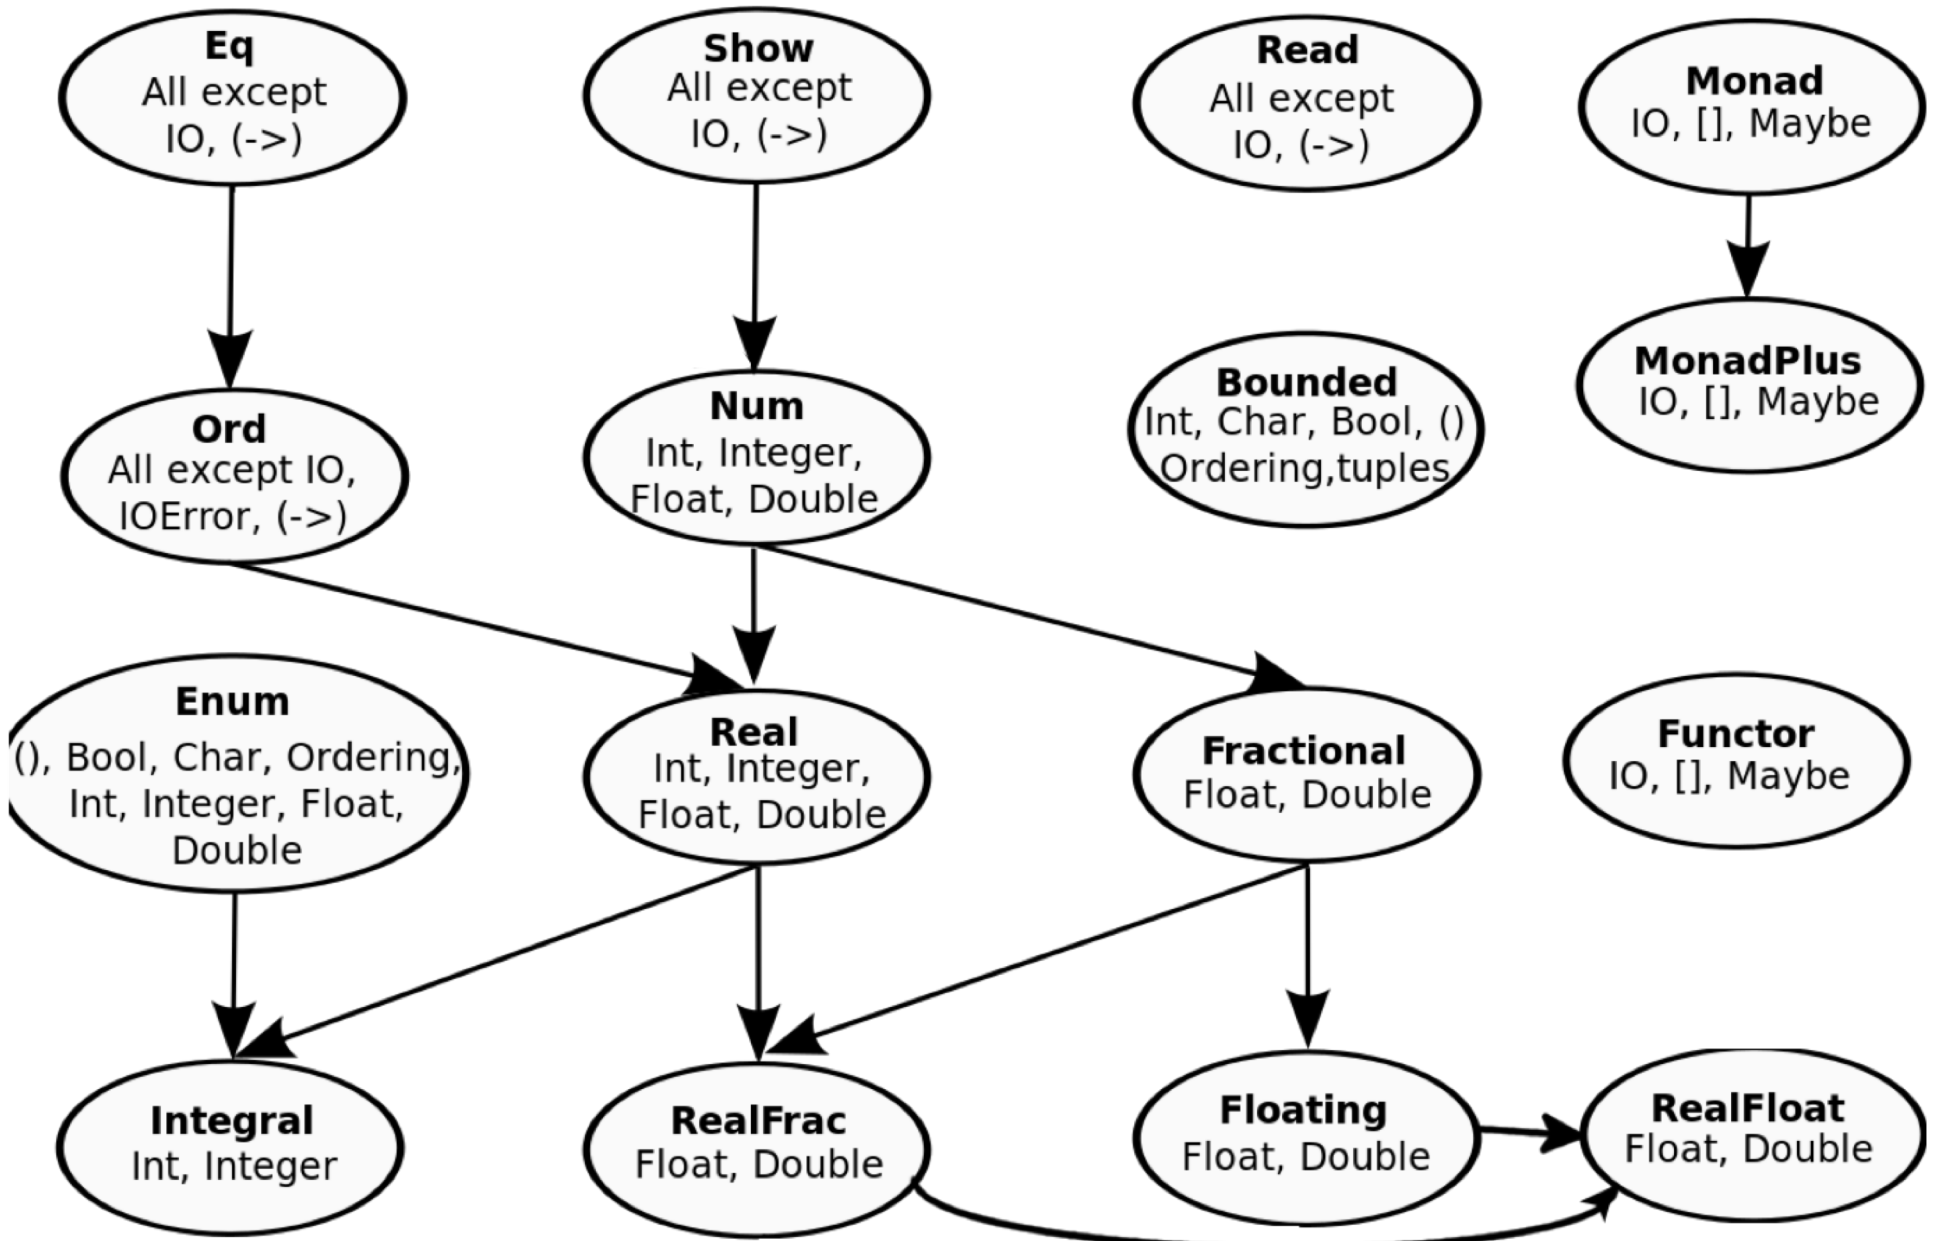 Eq
All except
IO, (->)
Show
All except
IO, (->)
Read
All except
IO, (->)
Monad
IO, [], Maybe
Ord
All except IO,
IOError, (->)
Num
Int, Integer,
Float, Double
Bounded
Int, Char, Bool, ()
Ordering,tuples
MonadPlus
IO, [], Maybe
Enum
(), Bool, Char, Ordering,
Int, Integer, Float,
Double
Real
Int, Integer,
Float, Double
Fractional
Float, Double
Functor
IO, [], Maybe
Integral
Int, Integer
RealFrac
Float, Double
Floating
Float, Double
RealFloat
Float, Double